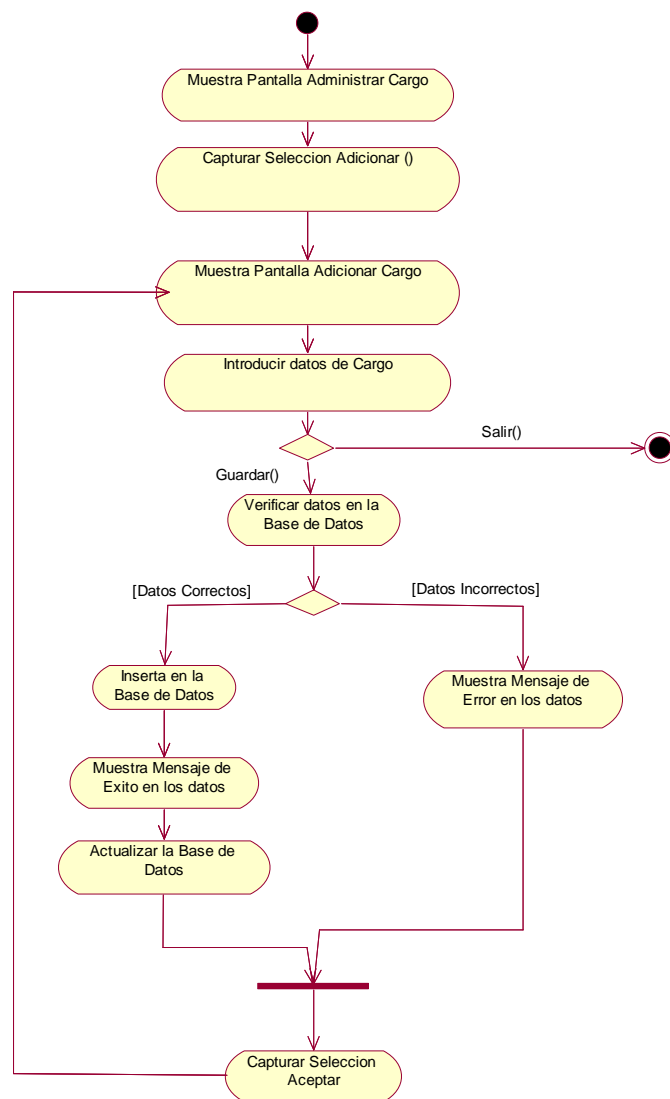 Muestra Pantalla Administrar Cargo
Capturar Seleccion Adicionar ()
Muestra Pantalla Adicionar Cargo
Introducir datos de Cargo
Salir()
Guardar()
Verificar datos en la
Base de Datos
[Datos Correctos]
[Datos Incorrectos]
Inserta en la
Base de Datos
Muestra Mensaje de
Error en los datos
Muestra Mensaje de
Exito en los datos
Actualizar la Base de
Datos
Capturar Seleccion
Aceptar